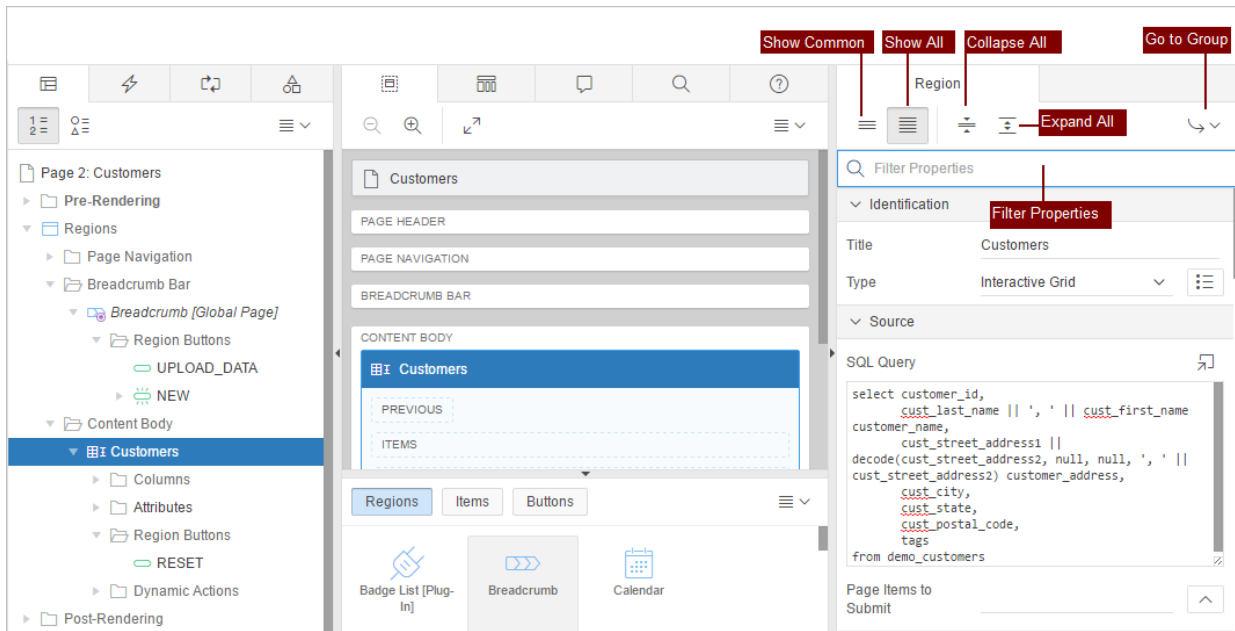 Show Common
Show All
Collapse All
Go to Group
Region
Expand All
Page 2: Customers
Pre-Rendering
Regions
Page Navigation
Breadcrumb Bar
Breadcrumb [Global Page]
Region Buttons
UPLOAD_DATA
NEW
Content Body
Customers
Columns
Attributes
Region Buttons
RESET
Dynamic Actions
Post-Rendering
Customers
PAGE HEADER
PAGE NAVIGATION
BREADCRUMB BAR
CONTENT BODY
Customers
PREVIOUS
ITEMS
Regions
Items
Buttons
Badge List [Plug-
In]
Breadcrumb
Calendar
Filter Properties
Identification
Filter Properties
Title
Customers
Type
Interactive Grid
Source
SQL Query
select customer_id,
cust_last_name || ', ' || cust_first_name
customer_name,
cust_street_address1 ||
decode(cust_street_address2, null, null, ', ' ||
cust_street_address2) customer_address,
cust_city,
cust_state,
cust_postal_code,
tags
from demo_customers
Page Items to
Submit